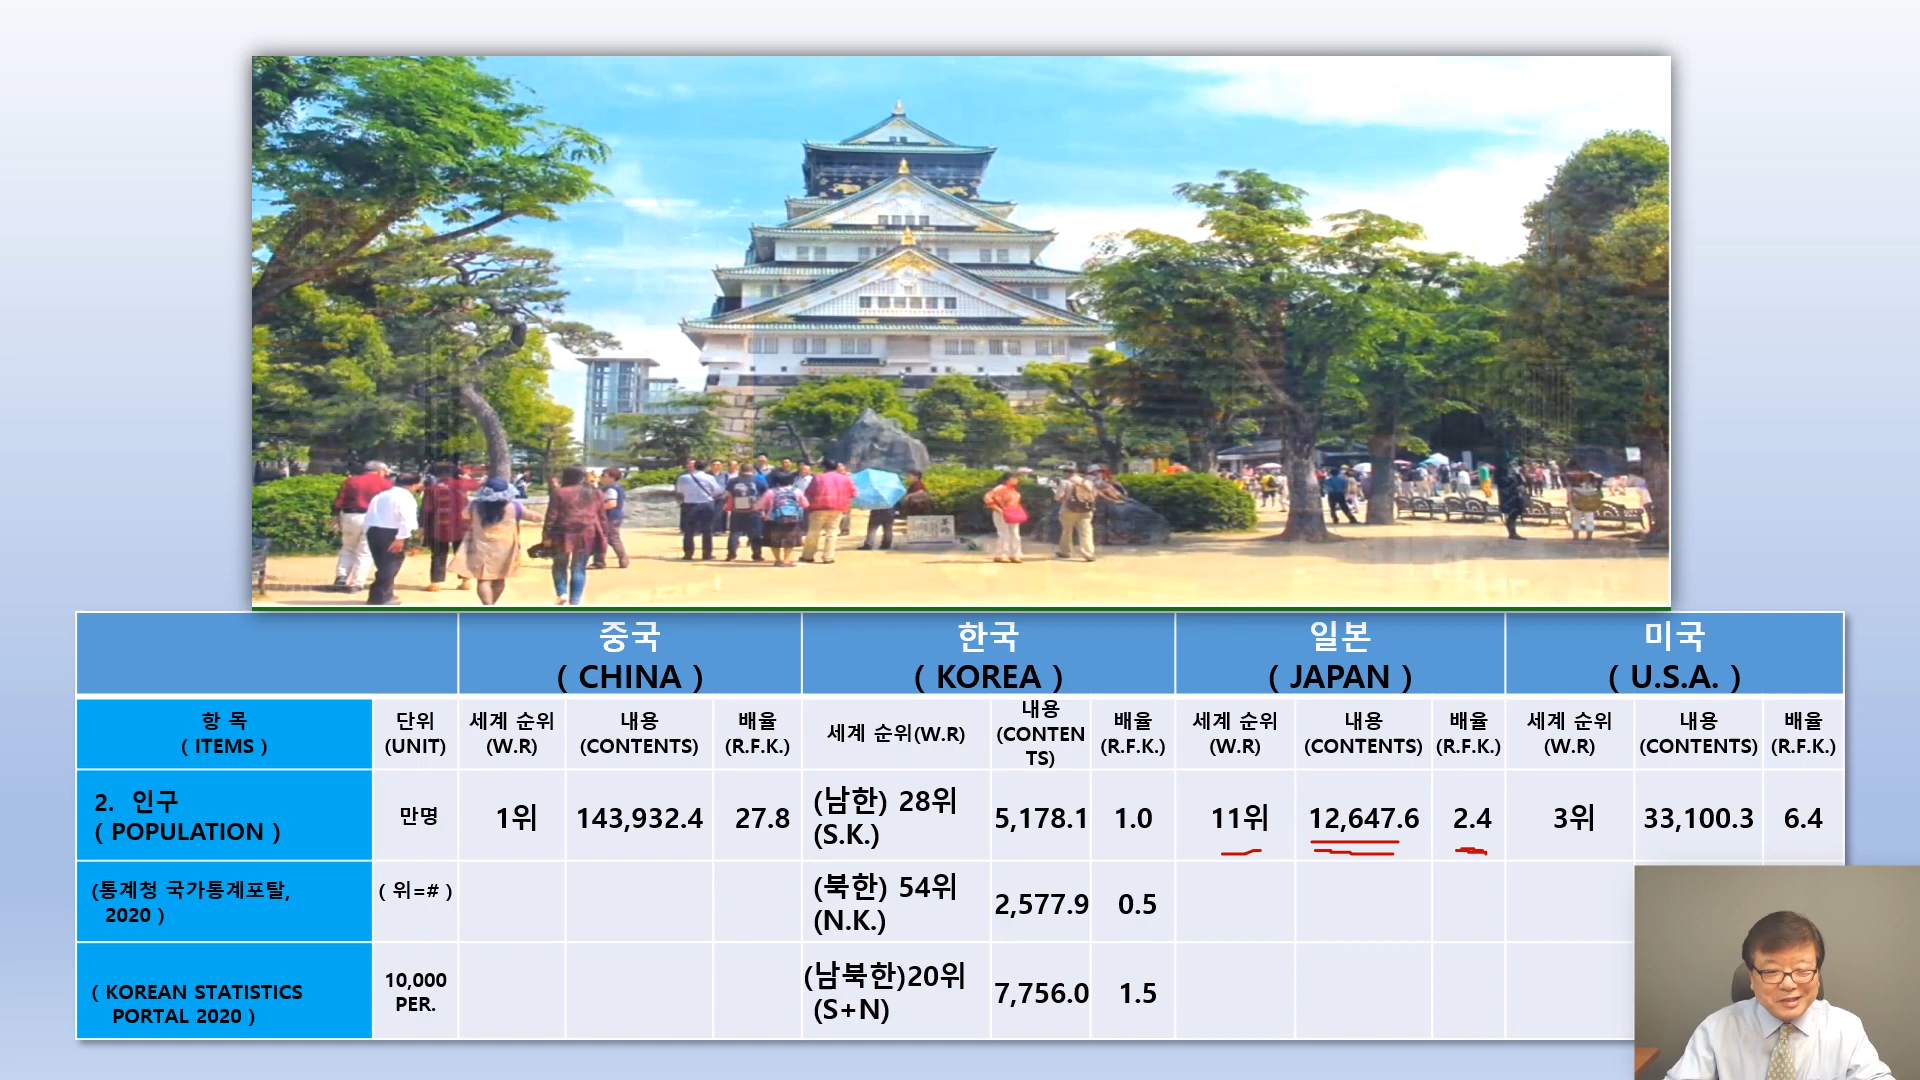 중국
( CHINA )
한국
( KOREA )
일본
( JAPAN )
미국
( U.S.A. )
항 목
( ITEMS )
단위
(UNIT)
세계 순위
(W.R)
내용
(CONTENTS)
배율
(R.F.K.)
세계 순위(W.R)
내용
(CONTEN
TS)
배율
(R.F.K.)
세계 순위
(W.R)
내용
(CONTENTS)
배율
(R.F.K.)
세계 순위
(W.R)
내용
(CONTENTS)
배율
(R.F.K.)
2. 인구
( POPULATION )
만명
1위
143,932.4
27.8
(남한) 28위
(S.K.)
5,178.1
1.0
11위
12,647.6
2.4
3위
33,100.3
6.4
(통계청 국가통계포탈,
2020 )
( 위=# )
(북한) 54위
(N.K.)
2,577.9
0.5
( KOREAN STATISTICS
PORTAL 2020 )
10,000
PER.
(남북한)20위
(S+N)
7,756.0
1.5